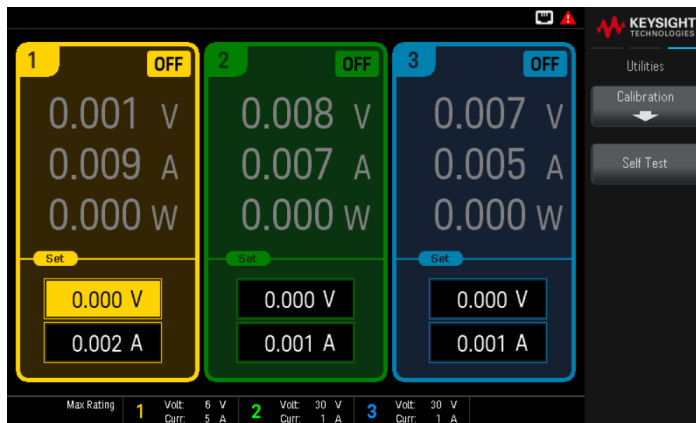 KEYSIGHT
TECHNOLOGIES
Utilities
Calibration
Self Test
1 OFF
0.001 V
0.009 A
0.000 W
Set
0.000 V
0.002 A
2 OFF
0.008 V
0.007 A
0.000 W
Set
0.000 V
0.001 A
3 OFF
0.007 V
0.005 A
0.000 W
Set
0.000 V
0.001 A
Max Rating 1 Volt: 6 V 2 Volt: 30 V 3 Volt: 30 V
Curr: 5 A Curr: 1 A Curr: 1 A